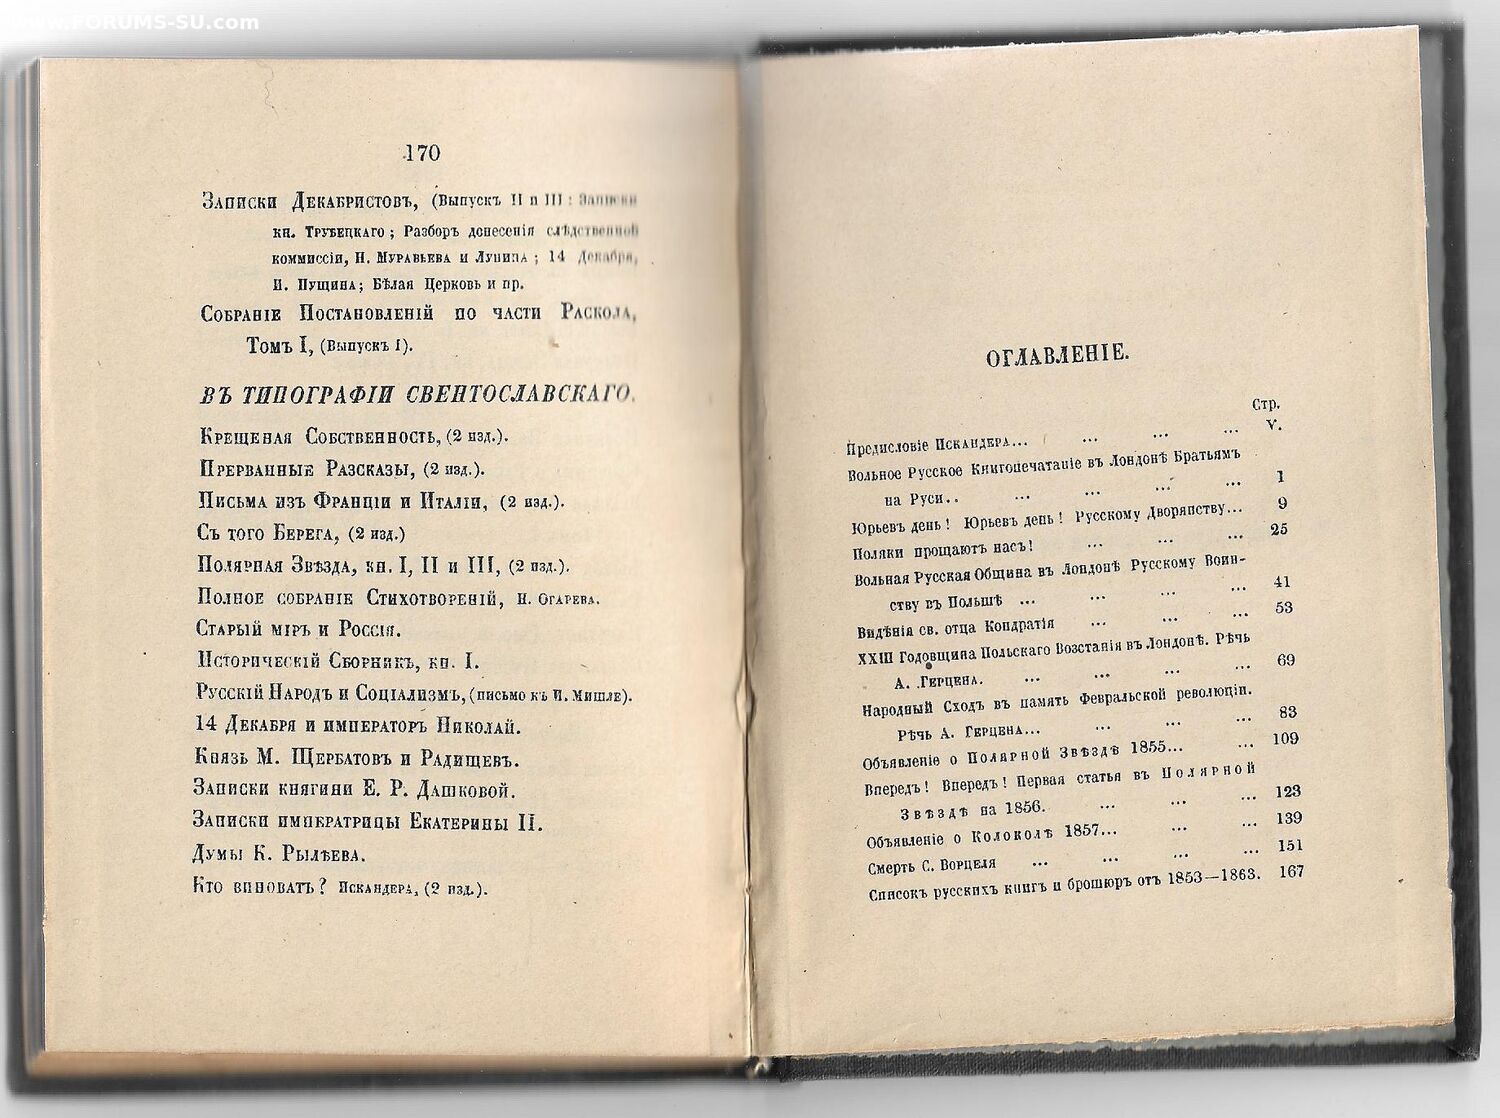 www.FORUMS-SU.com
170
Записки Декабристовъ, (Выпускъ II и III: Записки
кн. Трубецкаго; Разборъ донесенія слѣдственной
коммиссіи, Н. Муравьева и Лунина; 14 Декабря,
И. Пущина; Бѣлая Церковь и пр.
Собраніе Постановленій по части Раскола,
Томъ I, (Выпускъ I).
ВЪ ТИПОГРАФІИ СВЕНТОСЛАВСКАГО.
Крещеная Собственность, (2 изд.).
Прерванные Разсказы, (2 изд.).
Письма изъ Франціи и Италіи, (2 изд.).
Съ того Берега, (2 изд.)
Полярная Звѣзда, кн. I, II и III, (2 изд.).
Полное собраніе Стихотвореній, Н. Огарева.
Старый міръ и Россія.
Историческій Сборникъ, кн. I.
Русскій Народъ и Соціализмъ, (письмо къ И. Мишле).
14 Декабря и императоръ Николай.
Князь М. Щербатовъ и Радищевъ.
Записки княгини Е. Р. Дашковой.
Записки императрицы Екатерины II.
Думы К. Рылѣева.
Кто виноватъ? Искандера, (2 изд.).
ОГЛАВЛЕНІЕ.
Стр.
Предисловіе Искандера... ... ... ... V.
Вольное Русское Книгопечатаніе въ Лондонѣ Братьямъ
на Руси.. ... ... ... ... 1
Юрьевъ день! Юрьевъ день! Русскому Дворянству... 9
Поляки прощаютъ насъ! ... ... ... 25
Вольная Русская Община въ Лондонѣ Русскому Воин-
ству въ Польшѣ ... ... ... ... 41
Видѣнія св. отца Кондратія ... ... ... 53
XXIII Годовщина Польскаго Возстанія въ Лондонѣ. Рѣчь
А. Герцена. ... ... ... ... 69
Народный Сходъ въ память Февральской революціи.
Рѣчь А. Герцена... ... ... ... 83
Объявленіе о Полярной Звѣздѣ 1855... ... 109
Впередъ! Впередъ! Первая статья въ Полярной
Звѣздѣ на 1856. ... ... ... 123
Объявленіе о Колоколѣ 1857... ... ... 139
Смерть С. Ворцеля ... ... ... ... 151
Списокъ русскихъ книгъ и брошюръ отъ 1853—1863. 167